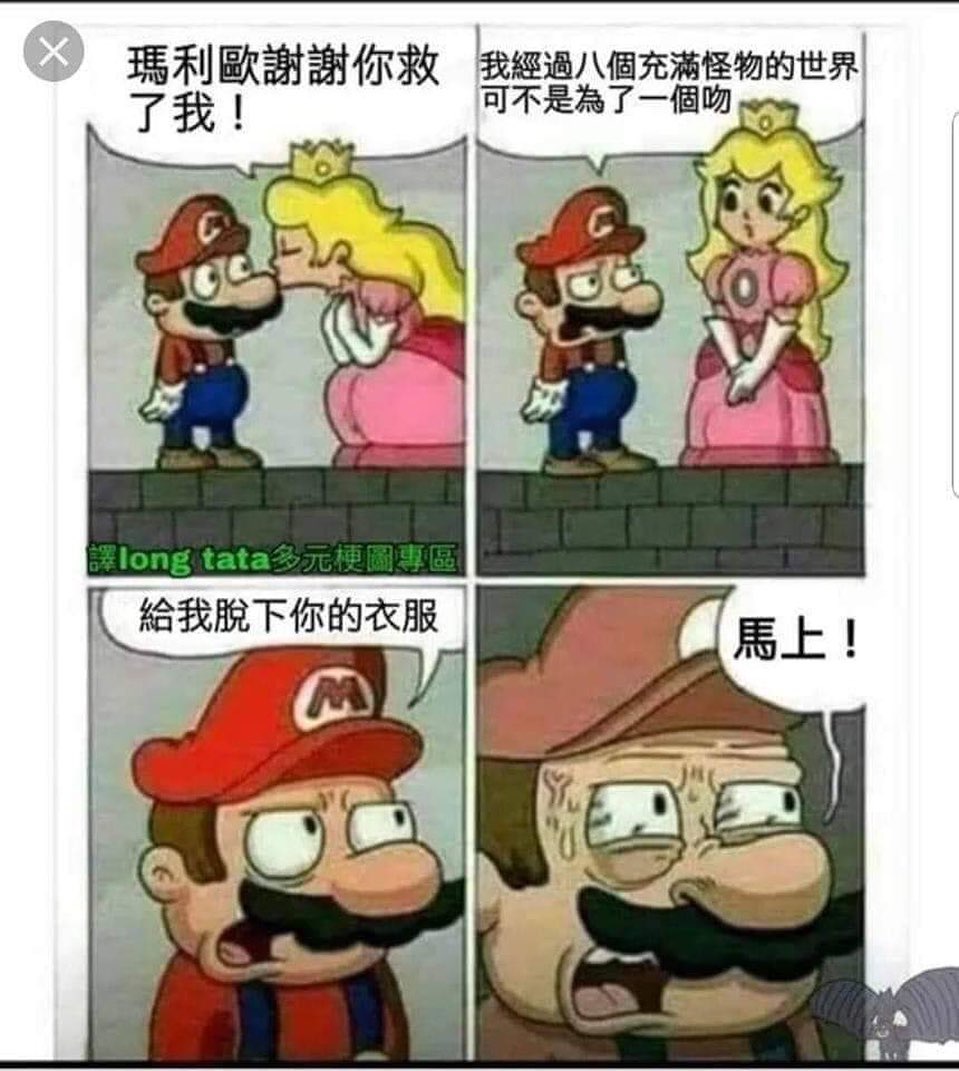 瑪利歐謝謝你救
了我！
我經過八個充滿怪物的世界
可不是為了一個吻
譯long tata多元梗圖專區
給我脫下你的衣服
M
馬上！